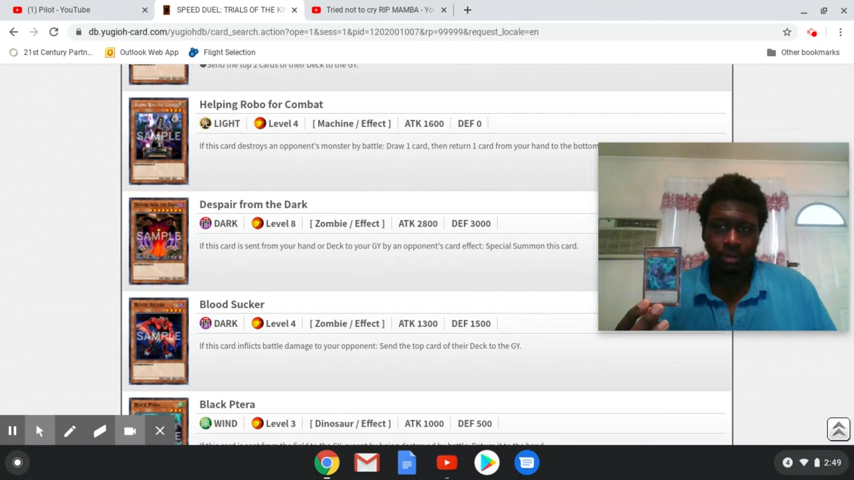 (1) Pilot - YouTube
SPEED DUEL: TRIALS OF THE KI
Tried not to cry RIP MAMBA - Yo
db.yugioh-card.com/yugiohdb/card_search.action?ope=1&sess=1&pid=1202001007&rp=99999&request_locale=en
21st Century Partn...
Outlook Web App
Flight Selection
Other bookmarks
Send the top 2 cards of their Deck to the GY.
Helping Robo for Combat
LIGHT Level 4 [ Machine / Effect ] ATK 1600 DEF 0
If this card destroys an opponent's monster by battle: Draw 1 card, then return 1 card from your hand to the bottom
SAMPLE
Despair from the Dark
DARK Level 8 [ Zombie / Effect ] ATK 2800 DEF 3000
If this card is sent from your hand or Deck to your GY by an opponent's card effect: Special Summon this card.
SAMPLE
Blood Sucker
DARK Level 4 [ Zombie / Effect ] ATK 1300 DEF 1500
If this card inflicts battle damage to your opponent: Send the top card of their Deck to the GY.
SAMPLE
Black Ptera
WIND Level 3 [ Dinosaur / Effect ] ATK 1000 DEF 500
4 2:49